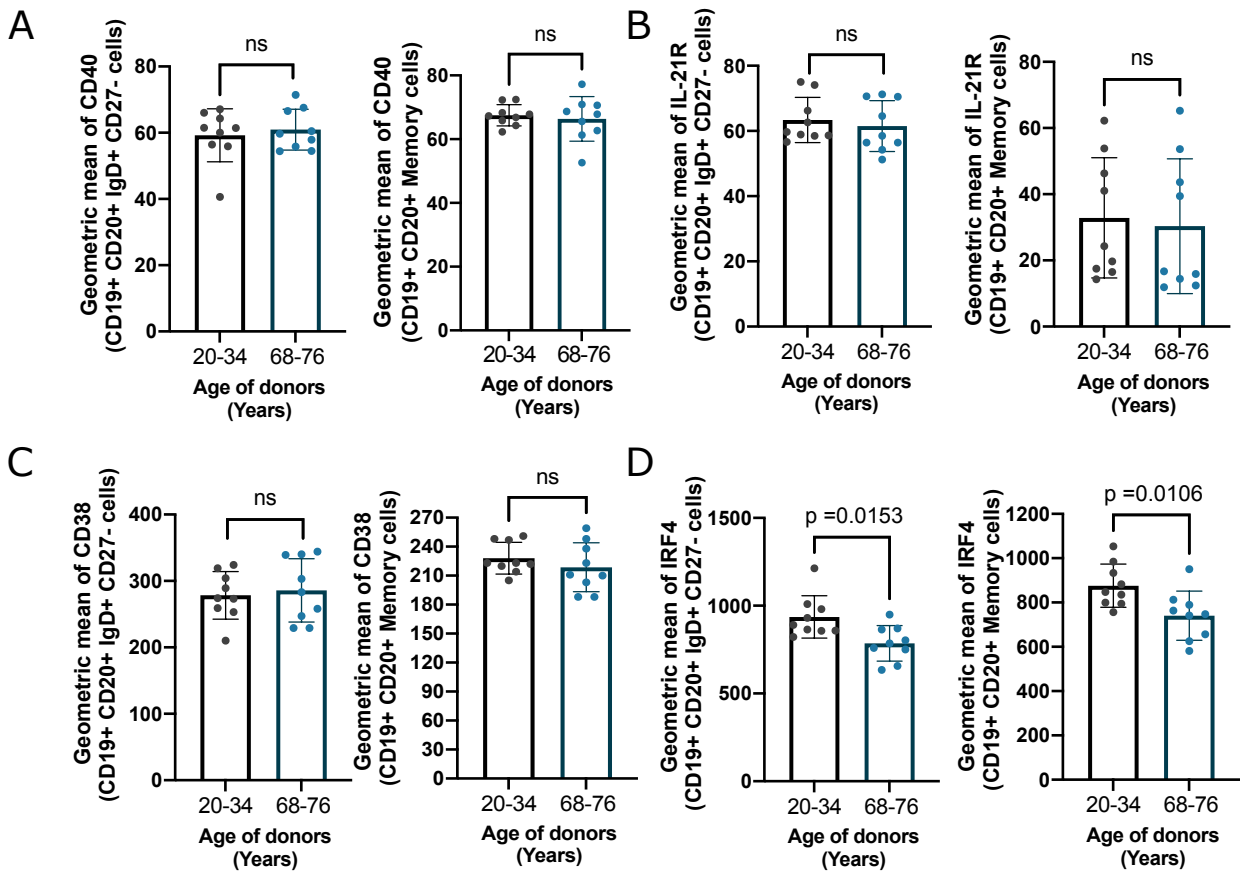 A
Geometric mean of CD40
(CD19+ CD20+ IgD+ CD27- cells)
ns
80
60
40
20
0
20-34 68-76
Age of donors
(Years)
Geometric mean of CD40
(CD19+ CD20+ Memory cells)
ns
80
60
40
20
0
20-34 68-76
Age of donors
(Years)
B
Geometric mean of IL-21R
(CD19+ CD20+ IgD+ CD27- cells)
ns
80
60
40
20
0
20-34 68-76
Age of donors
(Years)
Geometric mean of IL-21R
(CD19+ CD20+ Memory cells)
ns
80
60
40
20
0
20-34 68-76
Age of donors
(Years)
C
Geometric mean of CD38
(CD19+ CD20+ IgD+ CD27- cells)
ns
400
300
200
100
0
20-34 68-76
Age of donors
(Years)
Geometric mean of CD38
(CD19+ CD20+ Memory cells)
ns
270
240
210
180
150
120
90
60
30
0
20-34 68-76
Age of donors
(Years)
D
Geometric mean of IRF4
(CD19+ CD20+ IgD+ CD27- cells)
p =0.0153
1500
1000
500
0
20-34 68-76
Age of donors
(Years)
Geometric mean of IRF4
(CD19+ CD20+ Memory cells)
p =0.0106
1200
1000
800
600
400
200
0
20-34 68-76
Age of donors
(Years)